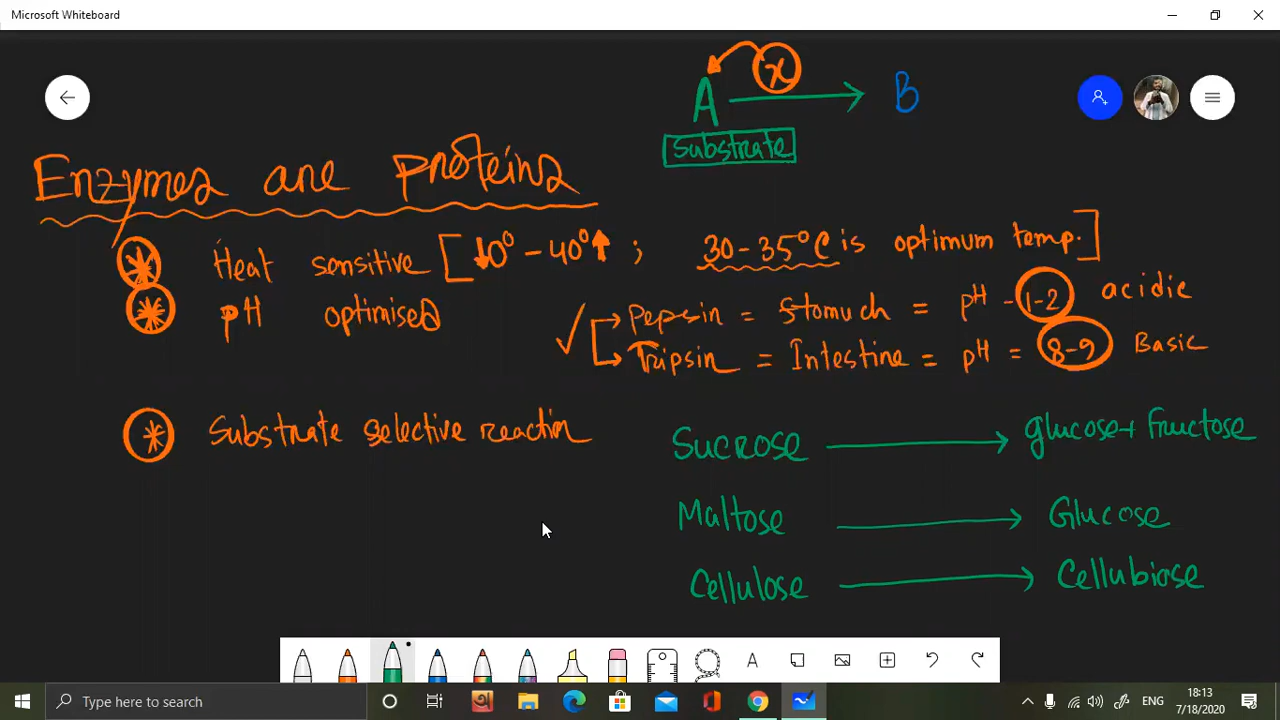 Microsoft Whiteboard
x
A → B
Substrate
Enzymes are proteins
* Heat sensitive [↓0° - 40°↑ ; 30-35°C is optimum temp.]
* pH optimised
✓ → Pepsin = Stomuch = pH - 1-2 acidic
→ Tripsin = Intestine = pH = 8-9 Basic
* Substrate selective reaction
Sucrose → glucose + Fructose
Maltose → Glucose
Cellulose → Cellubiose
A
Type here to search
ENG
18:13
7/18/2020